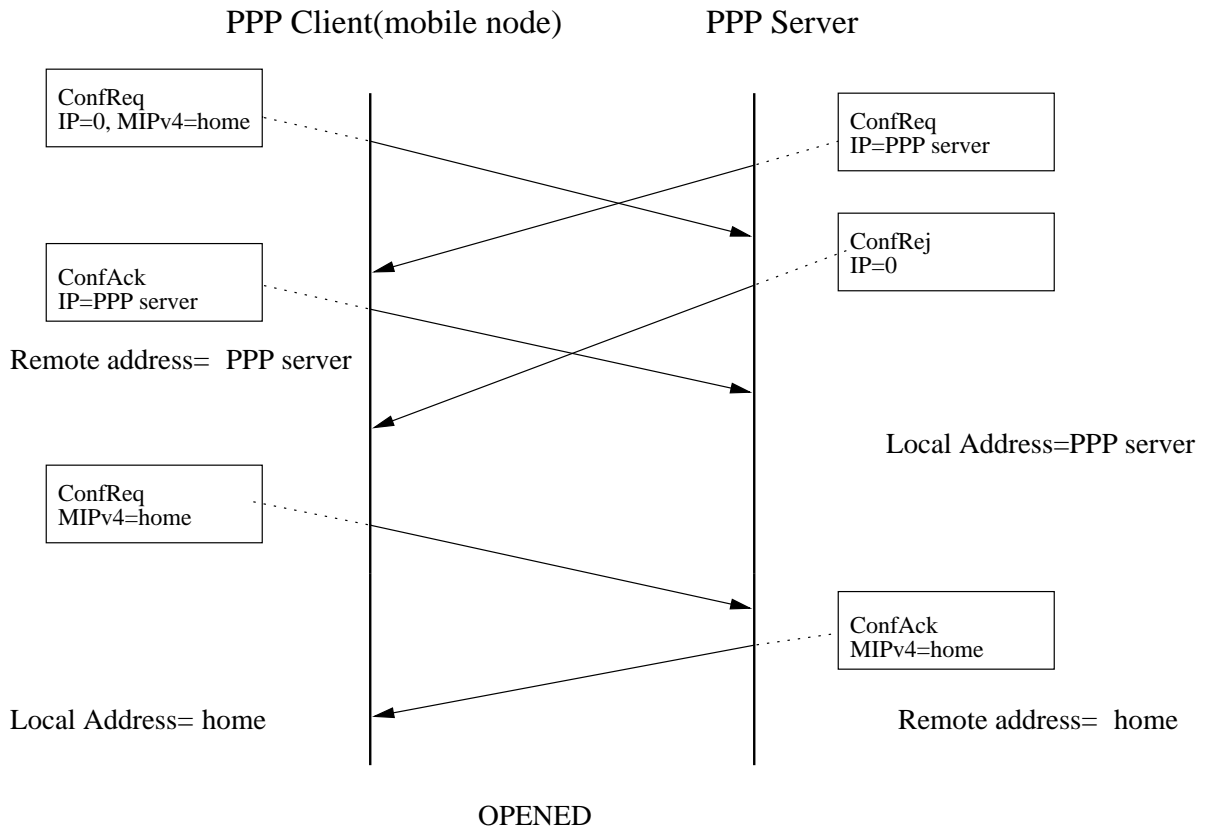 PPP Client(mobile node)
PPP Server
ConfReq
IP=0, MIPv4=home
ConfReq
IP=PPP server
ConfRej
IP=0
ConfAck
IP=PPP server
Remote address= PPP server
Local Address=PPP server
ConfReq
MIPv4=home
ConfAck
MIPv4=home
Local Address= home
Remote address= home
OPENED